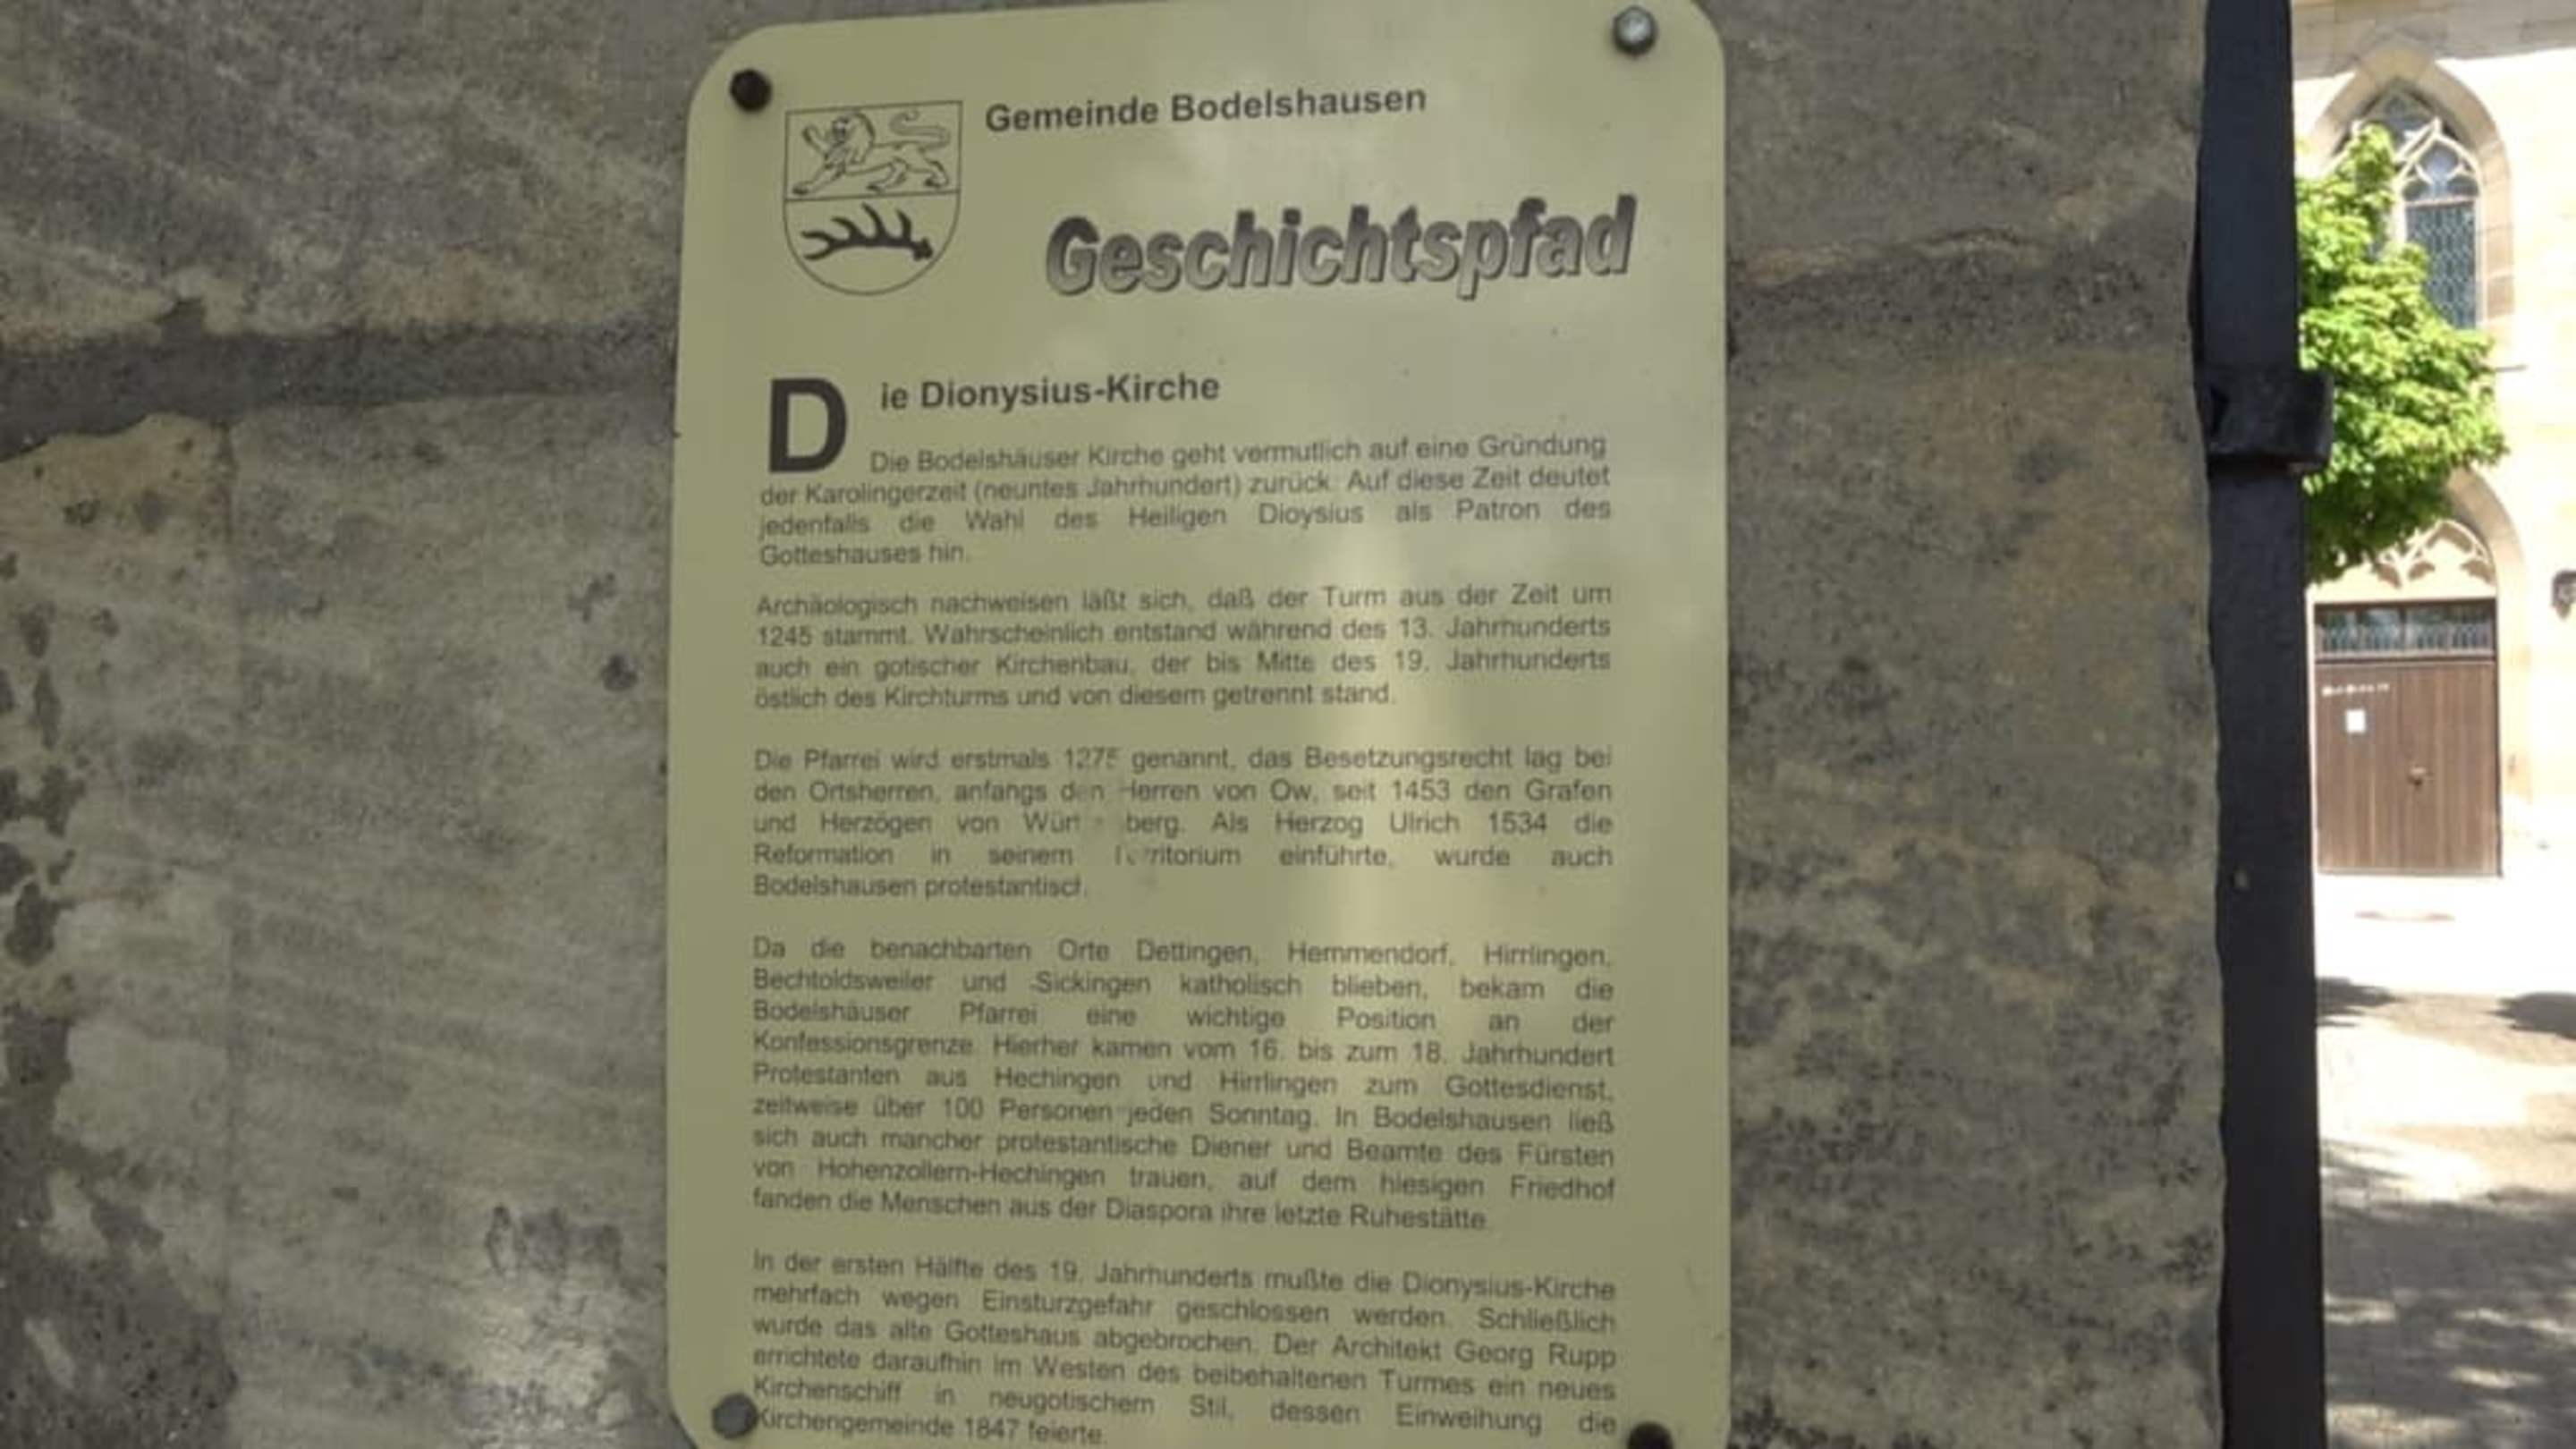 Gemeinde Bodelshausen
Geschichtspfad
Die Dionysius-Kirche
Die Bodelshäuser Kirche geht vermutlich auf eine Gründung
der Karolingerzeit (neuntes Jahrhundert) zurück. Auf diese Zeit deutet
jedenfalls die Wahl des Heiligen Dioysius als Patron des
Gotteshauses hin.
Archäologisch nachweisen läßt sich, daß der Turm aus der Zeit um
1245 stammt. Wahrscheinlich entstand während des 13. Jahrhunderts
auch ein gotischer Kirchenbau, der bis Mitte des 19. Jahrhunderts
östlich des Kirchturms und von diesem getrennt stand.
Die Pfarrei wird erstmals 1275 genannt, das Besetzungsrecht lag bei
den Ortsherren, anfangs den Herren von Ow, seit 1453 den Grafen
und Herzögen von Würt berg. Als Herzog Ulrich 1534 die
Reformation in seinem Territorium einführte, wurde auch
Bodelshausen protestantisch.
Da die benachbarten Orte Dettingen, Hemmendorf, Hirrlingen,
Bechtoldsweiler und Sickingen katholisch blieben, bekam die
Bodelshäuser Pfarrei eine wichtige Position an der
Konfessionsgrenze. Hierher kamen vom 16. bis zum 18. Jahrhundert
Protestanten aus Hechingen und Hirrlingen zum Gottesdienst,
zeitweise über 100 Personen jeden Sonntag. In Bodelshausen ließ
sich auch mancher protestantische Diener und Beamte des Fürsten
von Hohenzollern-Hechingen trauen, auf dem hiesigen Friedhof
fanden die Menschen aus der Diaspora ihre letzte Ruhestätte.
In der ersten Hälfte des 19. Jahrhunderts mußte die Dionysius-Kirche
mehrfach wegen Einsturzgefahr geschlossen werden. Schließlich
wurde das alte Gotteshaus abgebrochen. Der Architekt Georg Rupp
errichtete daraufhin im Westen des beibehaltenen Turmes ein neues
Kirchenschiff in neugotischem Stil, dessen Einweihung die
Kirchengemeinde 1847 feierte.